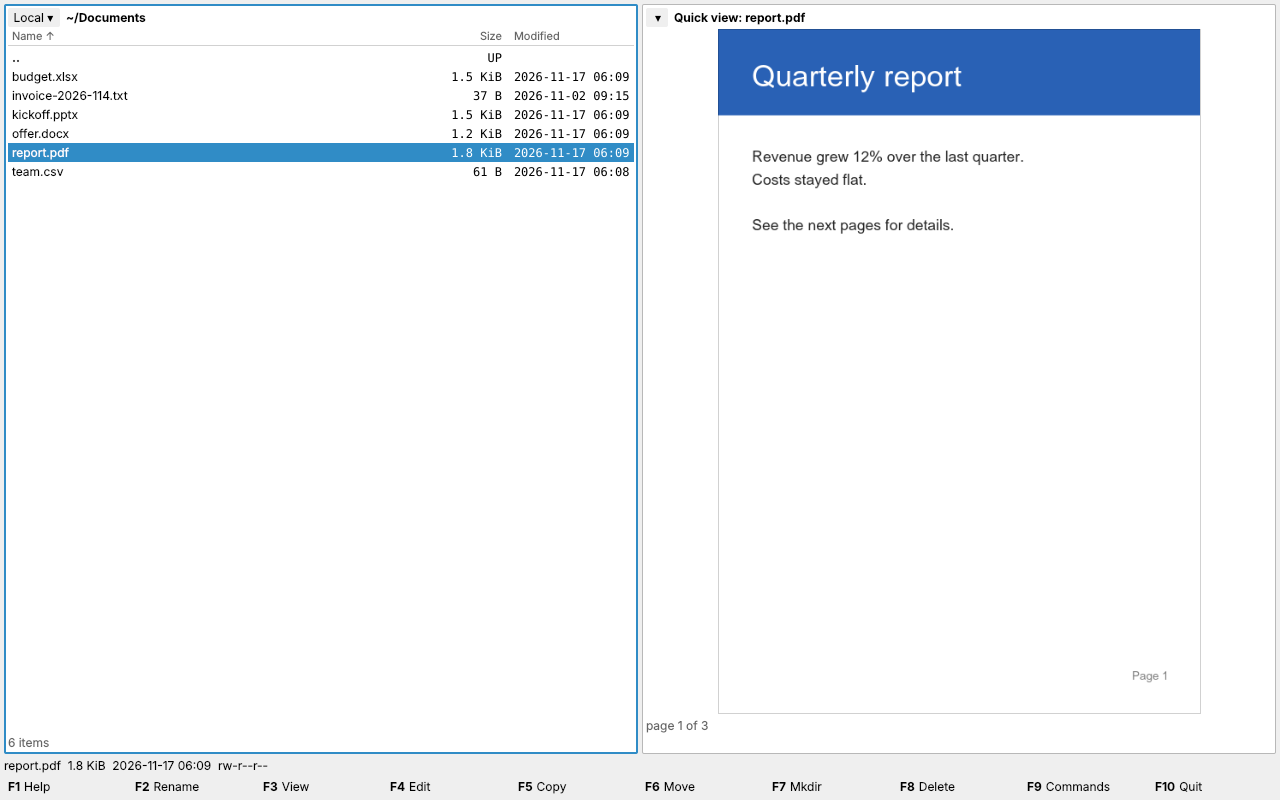 Local ▾ ~/Documents
Name ↑ Size Modified
.. UP
budget.xlsx 1.5 KiB 2026-11-17 06:09
invoice-2026-114.txt 37 B 2026-11-02 09:15
kickoff.pptx 1.5 KiB 2026-11-17 06:09
offer.docx 1.2 KiB 2026-11-17 06:09
report.pdf 1.8 KiB 2026-11-17 06:09
team.csv 61 B 2026-11-17 06:08
6 items
▾ Quick view: report.pdf
Quarterly report
Revenue grew 12% over the last quarter.
Costs stayed flat.
See the next pages for details.
Page 1
page 1 of 3
report.pdf 1.8 KiB 2026-11-17 06:09 rw-r--r--
F1 Help F2 Rename F3 View F4 Edit F5 Copy F6 Move F7 Mkdir F8 Delete F9 Commands F10 Quit